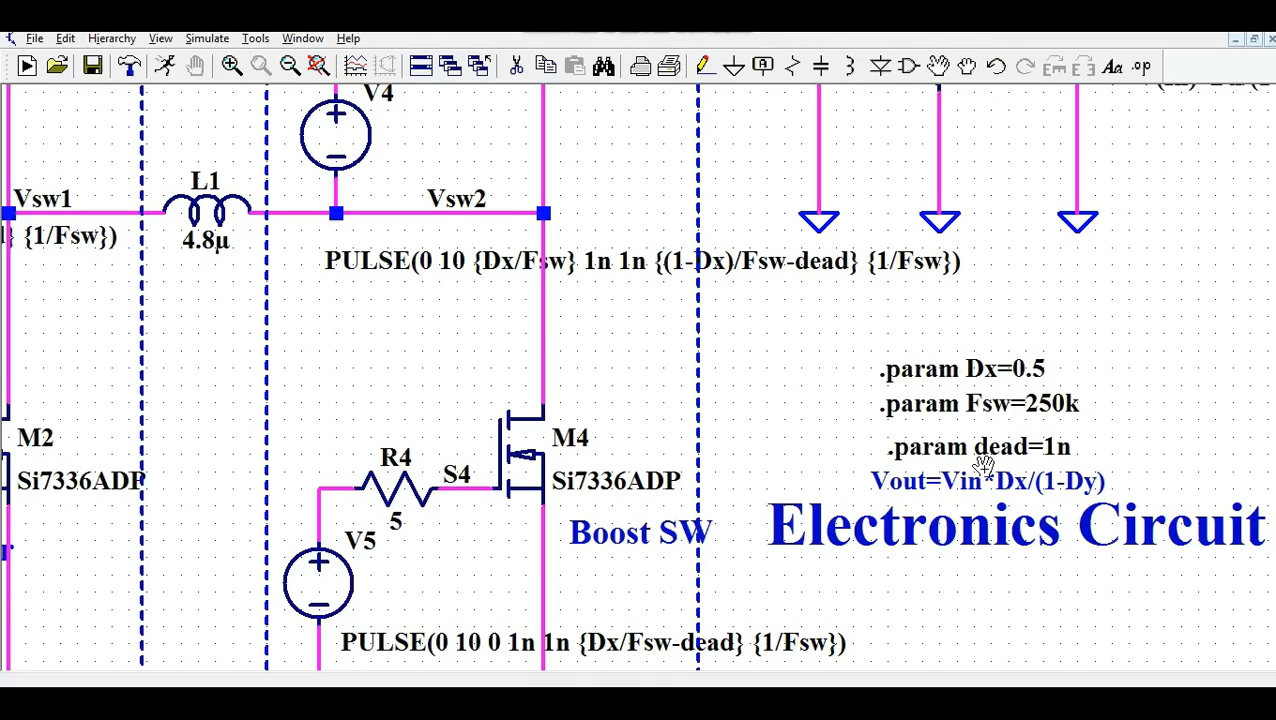 File Edit Hierarchy View Simulate Tools Window Help
Aa .op
V4
L1
Vsw1
Vsw2
4.8µ
} {1/Fsw})
PULSE(0 10 {Dx/Fsw} 1n 1n {(1-Dx)/Fsw-dead} {1/Fsw})
.param Dx=0.5
.param Fsw=250k
M2
M4
.param dead=1n
R4
S4
Si7336ADP
Si7336ADP
Vout=Vin*Dx/(1-Dy)
5
Boost SW
Electronics Circuit
V5
PULSE(0 10 0 1n 1n {Dx/Fsw-dead} {1/Fsw})